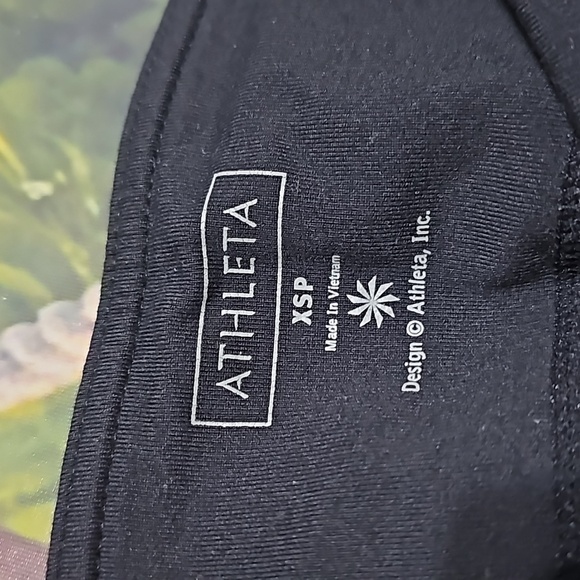 ATHLETA
XSP
Made In Vietnam
Design © Athleta, Inc.